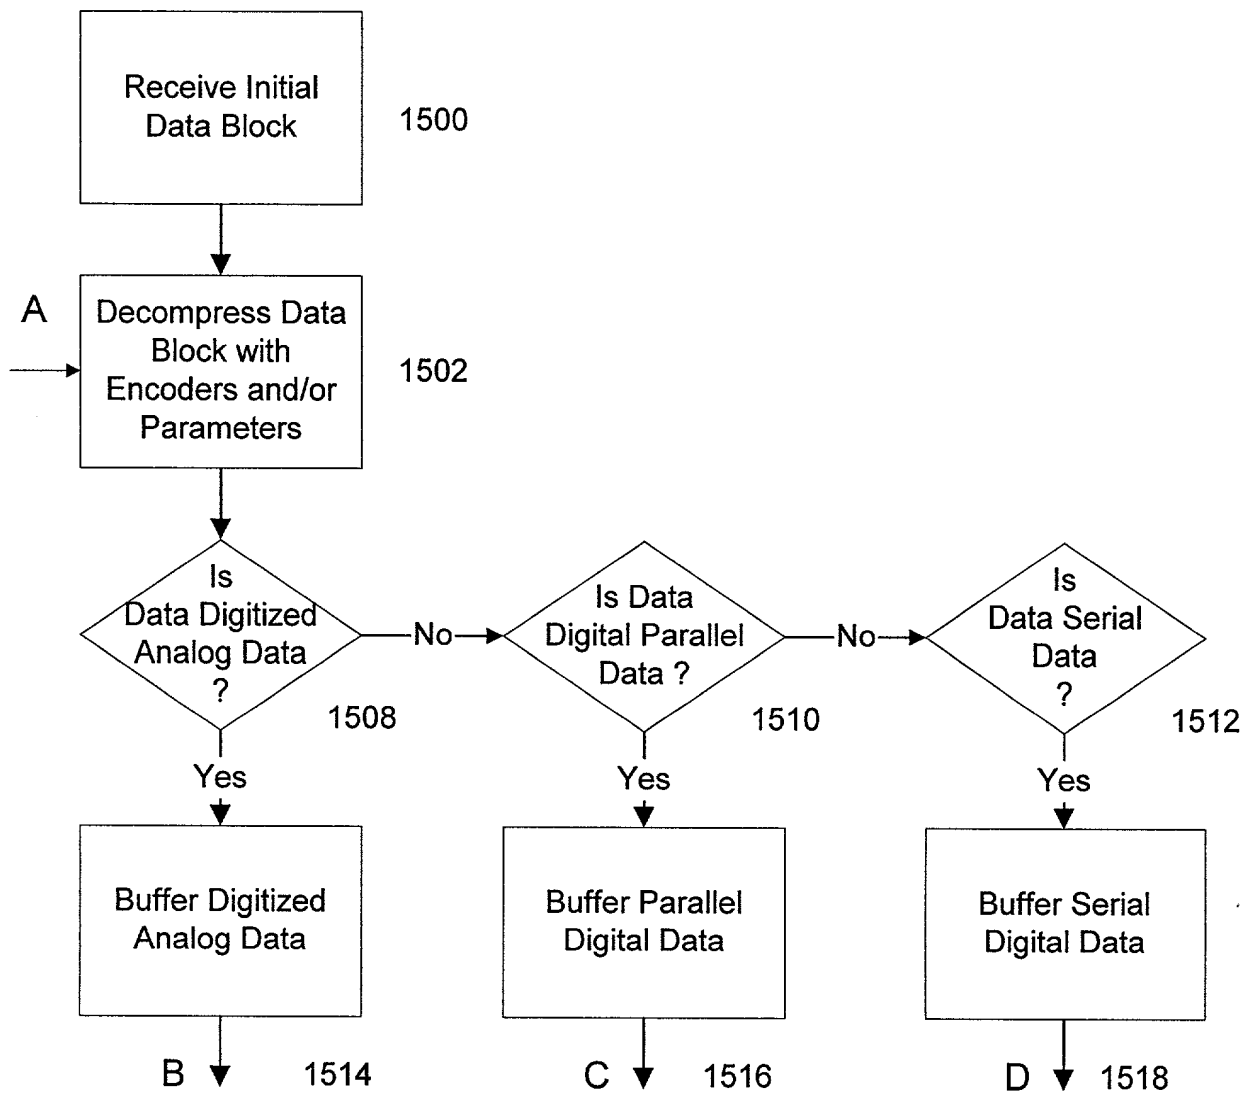 Receive Initial
Data Block
1500
A
Decompress Data
Block with
Encoders and/or
Parameters
1502
Is
Data Digitized
Analog Data
?
1508
No
Is Data
Digital Parallel
Data ?
1510
No
Is
Data Serial
Data
?
1512
Yes
Yes
Yes
Buffer Digitized
Analog Data
Buffer Parallel
Digital Data
Buffer Serial
Digital Data
B
1514
C
1516
D
1518